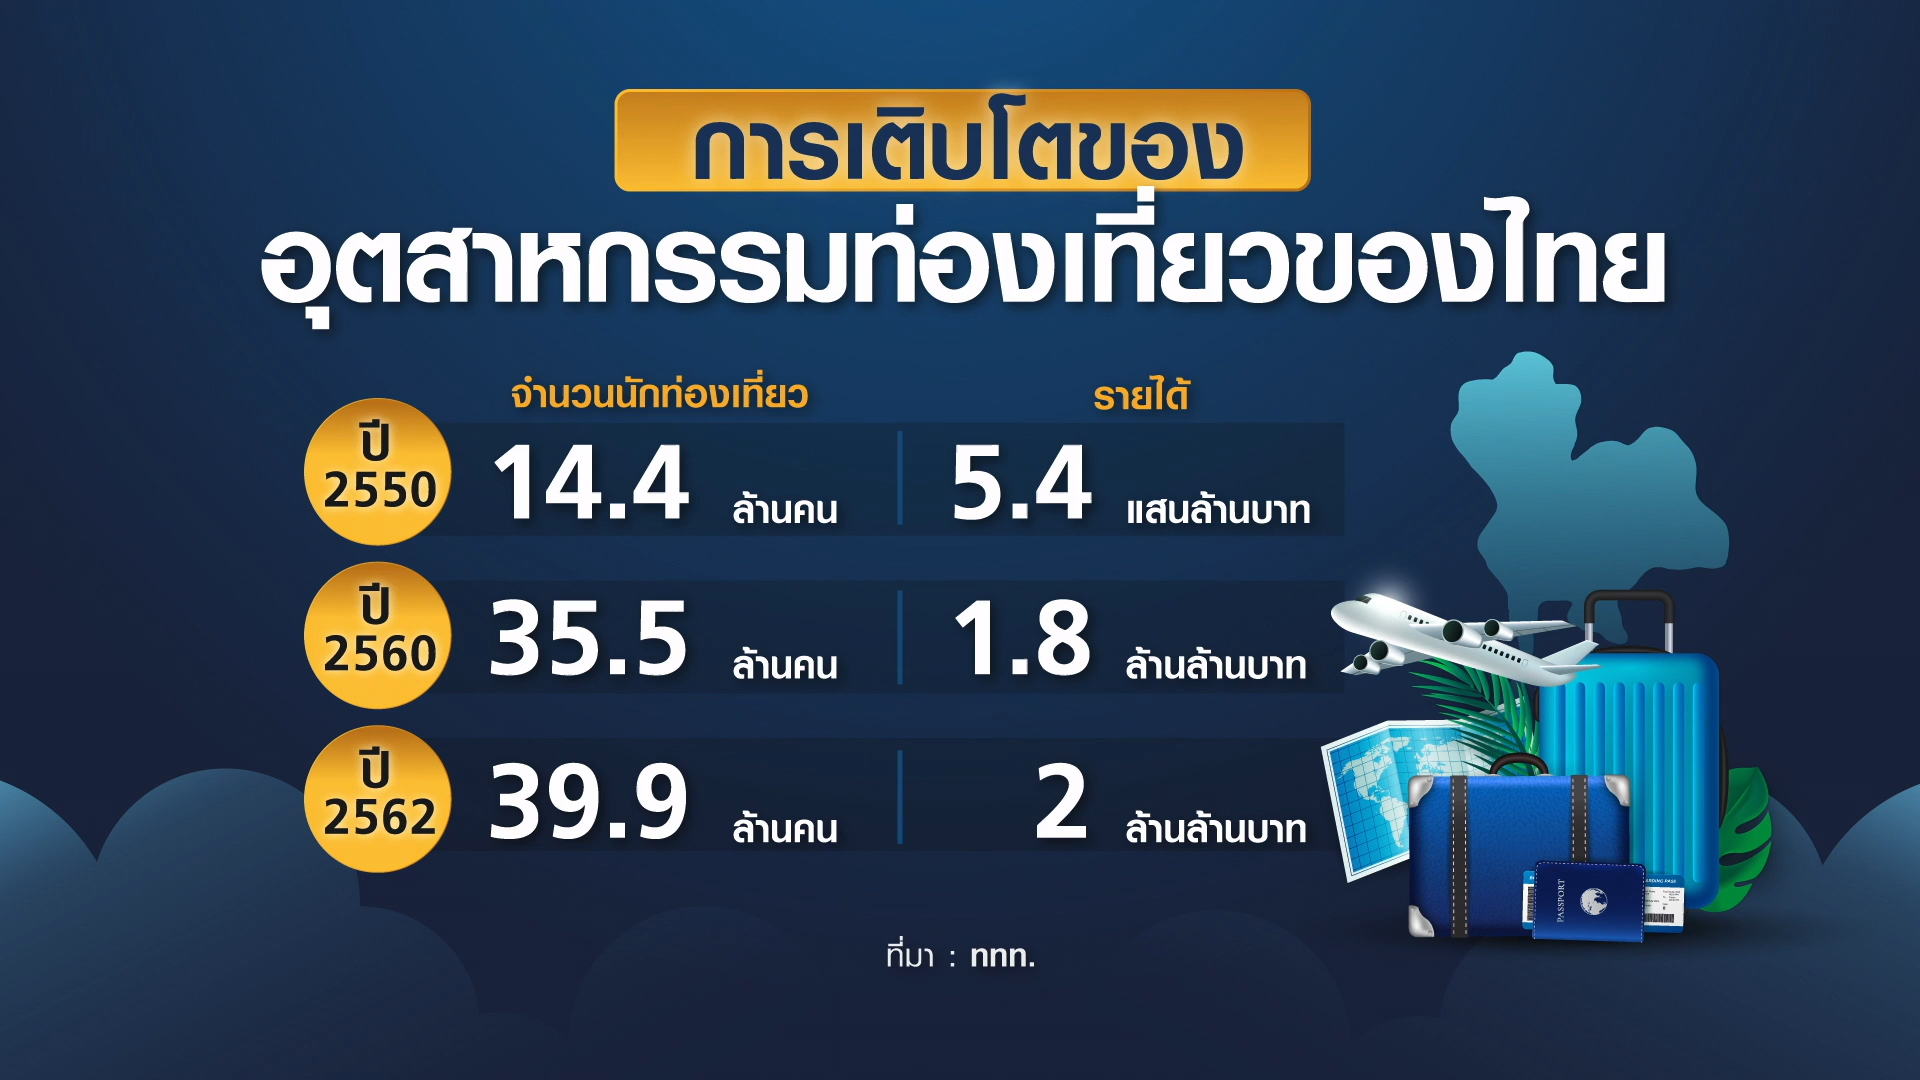 การเติบโตของ
อุตสาหกรรมท่องเที่ยวของไทย
จำนวนนักท่องเที่ยว รายได้
ปี
2550
14.4 ล้านคน 5.4 แสนล้านบาท
ปี
2560
35.5 ล้านคน 1.8 ล้านล้านบาท
ปี
2562
39.9 ล้านคน 2 ล้านล้านบาท
PASSPORT
ที่มา : ททท.